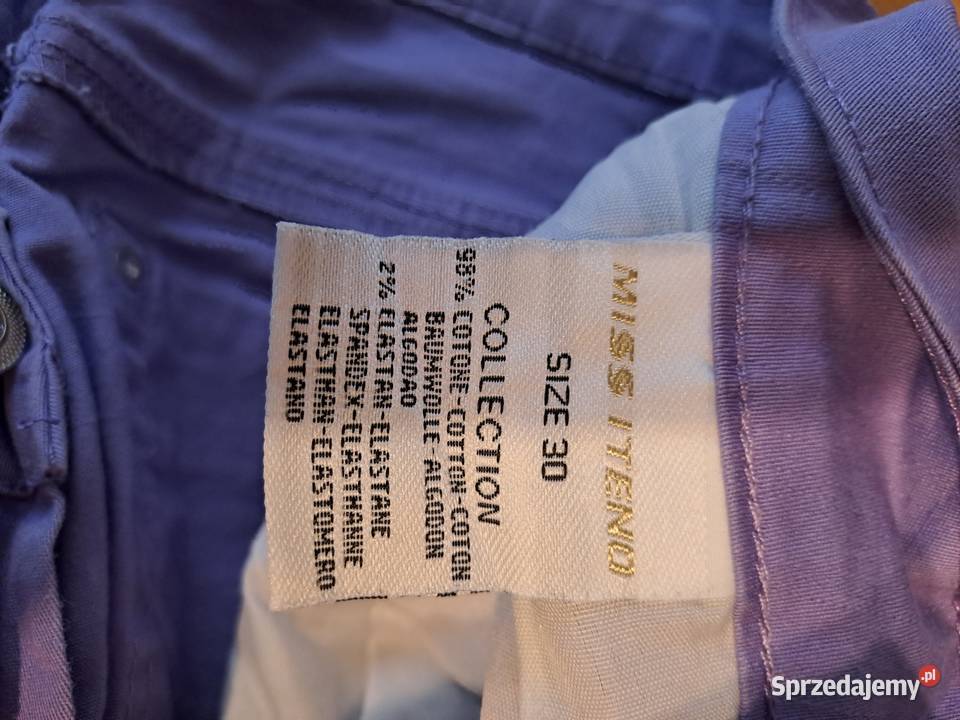 MISS ITENO
SIZE 30
COLLECTION
98% COTONE-COTTON-COTON
BAUMWOLLE-ALGODON
ALGODAO
2% ELASTAN-ELASTANE
SPANDEX-ELASTHANNE
ELASTHAN-ELASTOMERO
ELASTANO
Sprzedajemy.pl